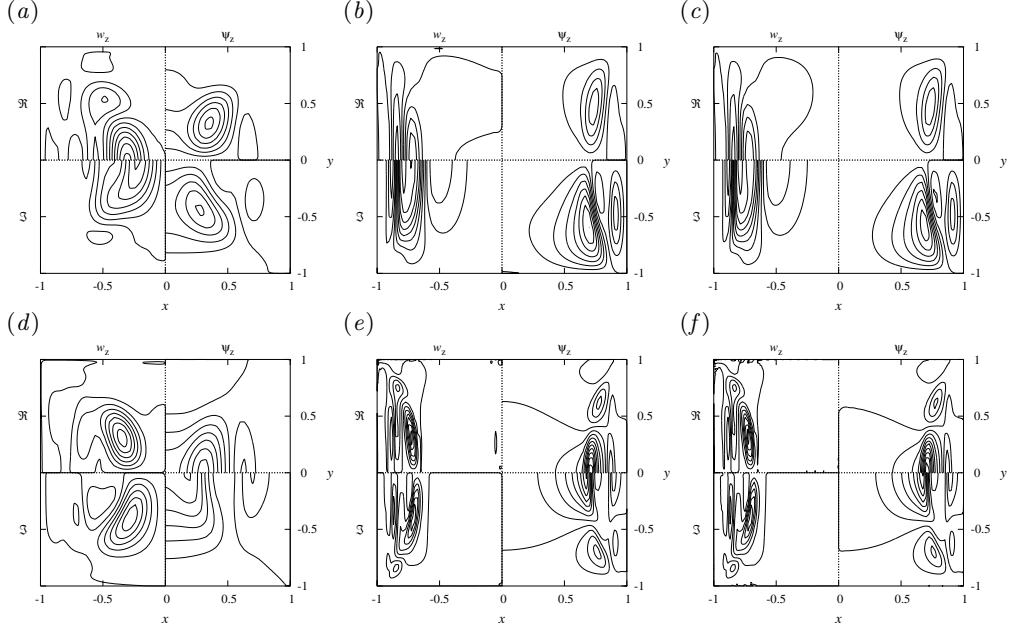 (a) (b) (c)
w_z ψ_z w_z ψ_z w_z ψ_z
1 1 1
ℜ 0.5 ℜ 0.5 ℜ 0.5
0 y 0 y 0 y
ℑ -0.5 ℑ -0.5 ℑ -0.5
-1 -1 -1
-1 -0.5 0 0.5 1 -1 -0.5 0 0.5 1 -1 -0.5 0 0.5 1
x x x
(d) (e) (f)
w_z ψ_z w_z ψ_z w_z ψ_z
1 1 1
ℜ 0.5 ℜ 0.5 ℜ 0.5
0 y 0 y 0 y
ℑ -0.5 ℑ -0.5 ℑ -0.5
-1 -1 -1
-1 -0.5 0 0.5 1 -1 -0.5 0 0.5 1 -1 -0.5 0 0.5 1
x x x